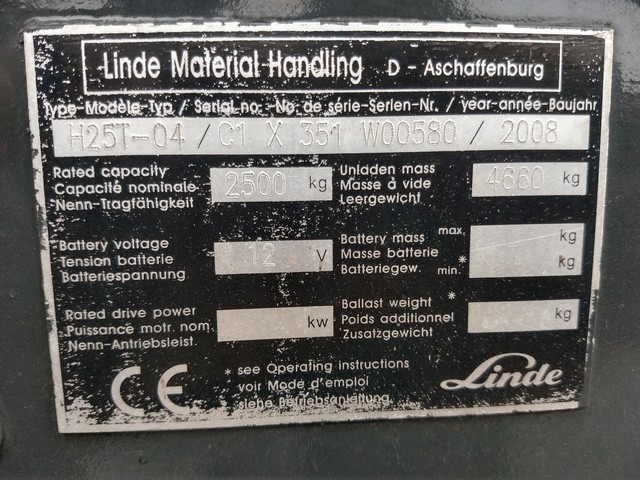 Linde Material Handling D - Aschaffenburg
Type-Modèle-Typ / Serial no.-No. de série-Serien-Nr. / year-année-Baujahr
H25T-04 / C1 X 351 W00580 / 2008
Rated capacity
Capacité nominale
Nenn-Tragfähigkeit
2500 kg
Unladen mass
Masse à vide
Leergewicht
4660 kg
Battery voltage
Tension batterie
Batteriespannung
12 V
Battery mass max. kg
Masse batterie
Batteriegew. min.* kg
Rated drive power
Puissance motr. nom
Nenn-Antriebsleist.
kw
Ballast weight *
Poids additionnel
Zusatzgewicht
kg
CE
* see Operating instructions
voir Mode d'emploi
siehe Betriebsanleitung
Linde